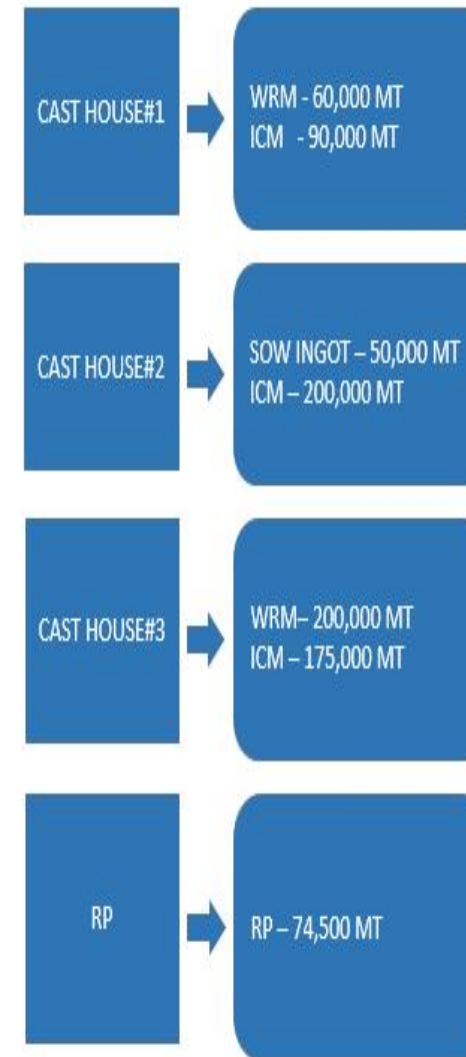 CAST HOUSE#1
WRM - 60,000 MT
ICM - 90,000 MT
CAST HOUSE#2
SOW INGOT – 50,000 MT
ICM – 200,000 MT
CAST HOUSE#3
WRM– 200,000 MT
ICM – 175,000 MT
RP
RP – 74,500 MT